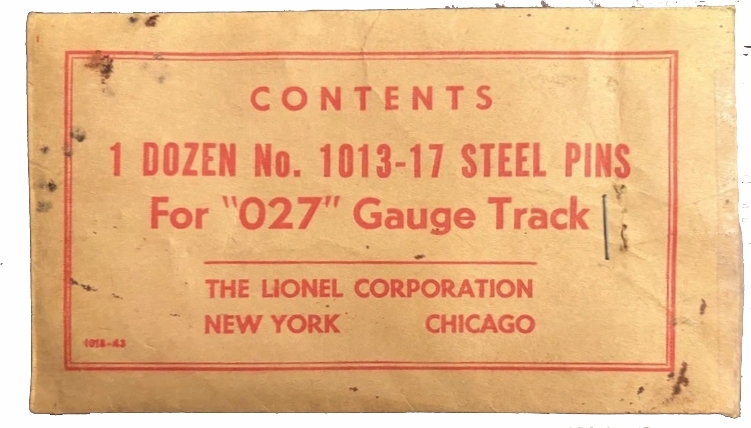 CONTENTS
1 DOZEN No. 1013-17 STEEL PINS
For "027" Gauge Track
THE LIONEL CORPORATION
NEW YORK CHICAGO